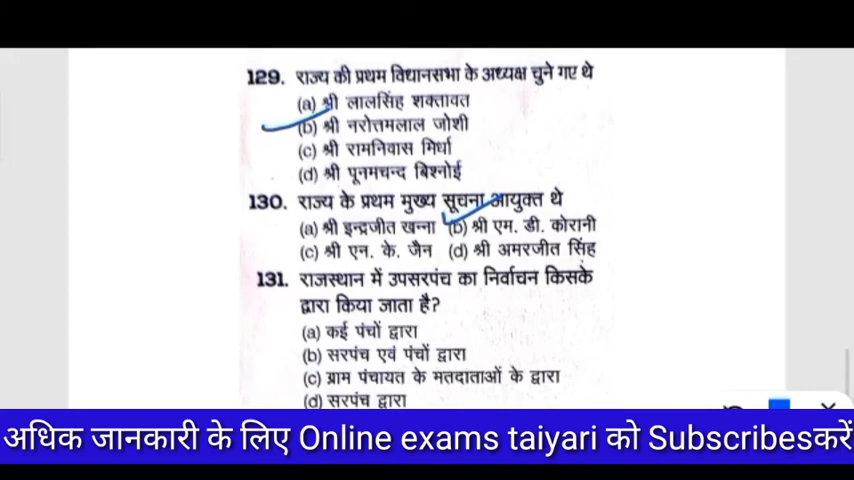 129. राज्य की प्रथम विधानसभा के अध्यक्ष चुने गए थे
(a) श्री लालसिंह शक्तावत
(b) श्री नरोत्तमलाल जोशी
(c) श्री रामनिवास मिर्धा
(d) श्री पूनमचन्द बिश्नोई
130. राज्य के प्रथम मुख्य सूचना आयुक्त थे
(a) श्री इन्द्रजीत खन्ना (b) श्री एम. डी. कोरानी
(c) श्री एन. के. जैन (d) श्री अमरजीत सिंह
131. राजस्थान में उपसरपंच का निर्वाचन किसके
द्वारा किया जाता है?
(a) कई पंचों द्वारा
(b) सरपंच एवं पंचों द्वारा
(c) ग्राम पंचायत के मतदाताओं के द्वारा
(d) सरपंच द्वारा
अधिक जानकारी के लिए Online exams taiyari को Subscribesकरें